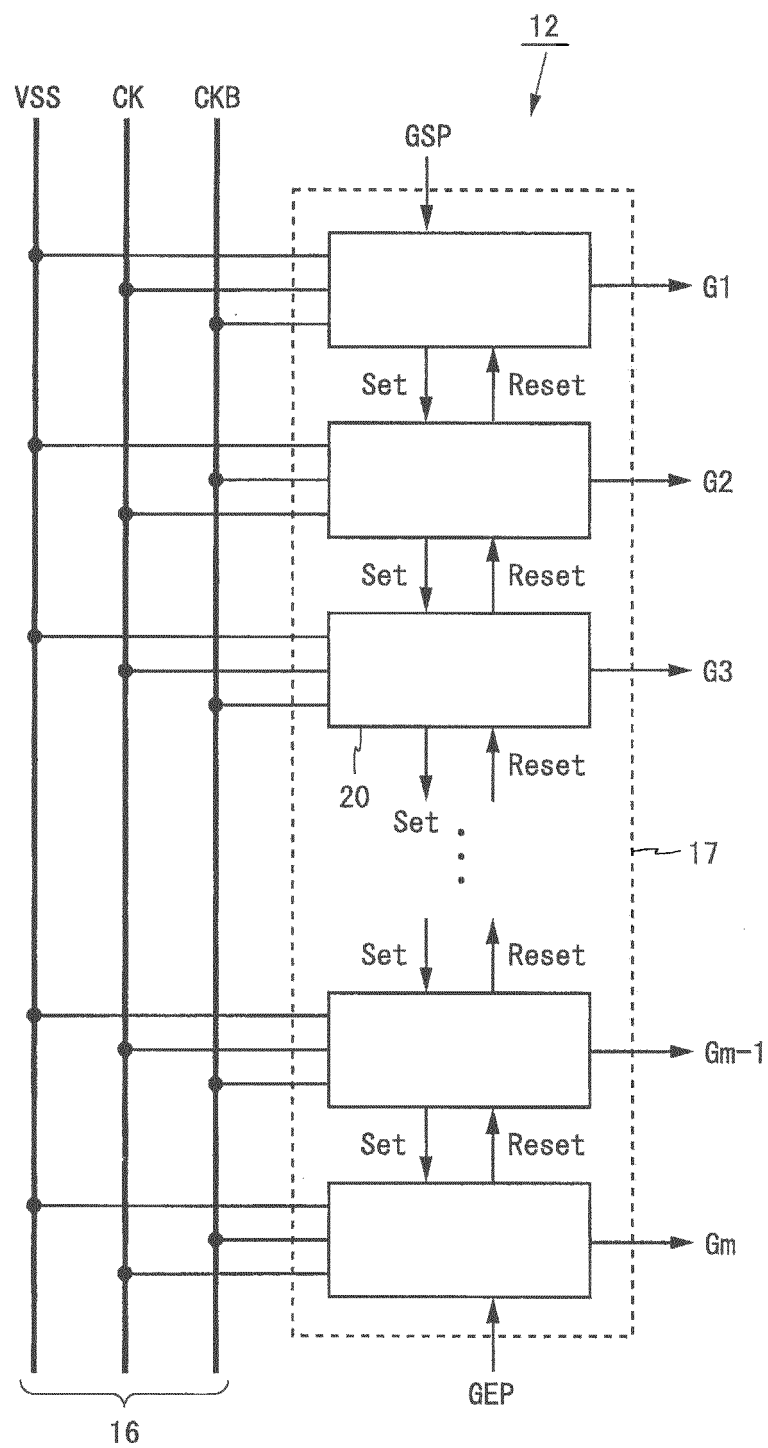 12
VSS CK CKB
GSP
G1
Set Reset
G2
Set Reset
G3
20
Reset
Set
17
Set Reset
Gm-1
Set Reset
Gm
GEP
16